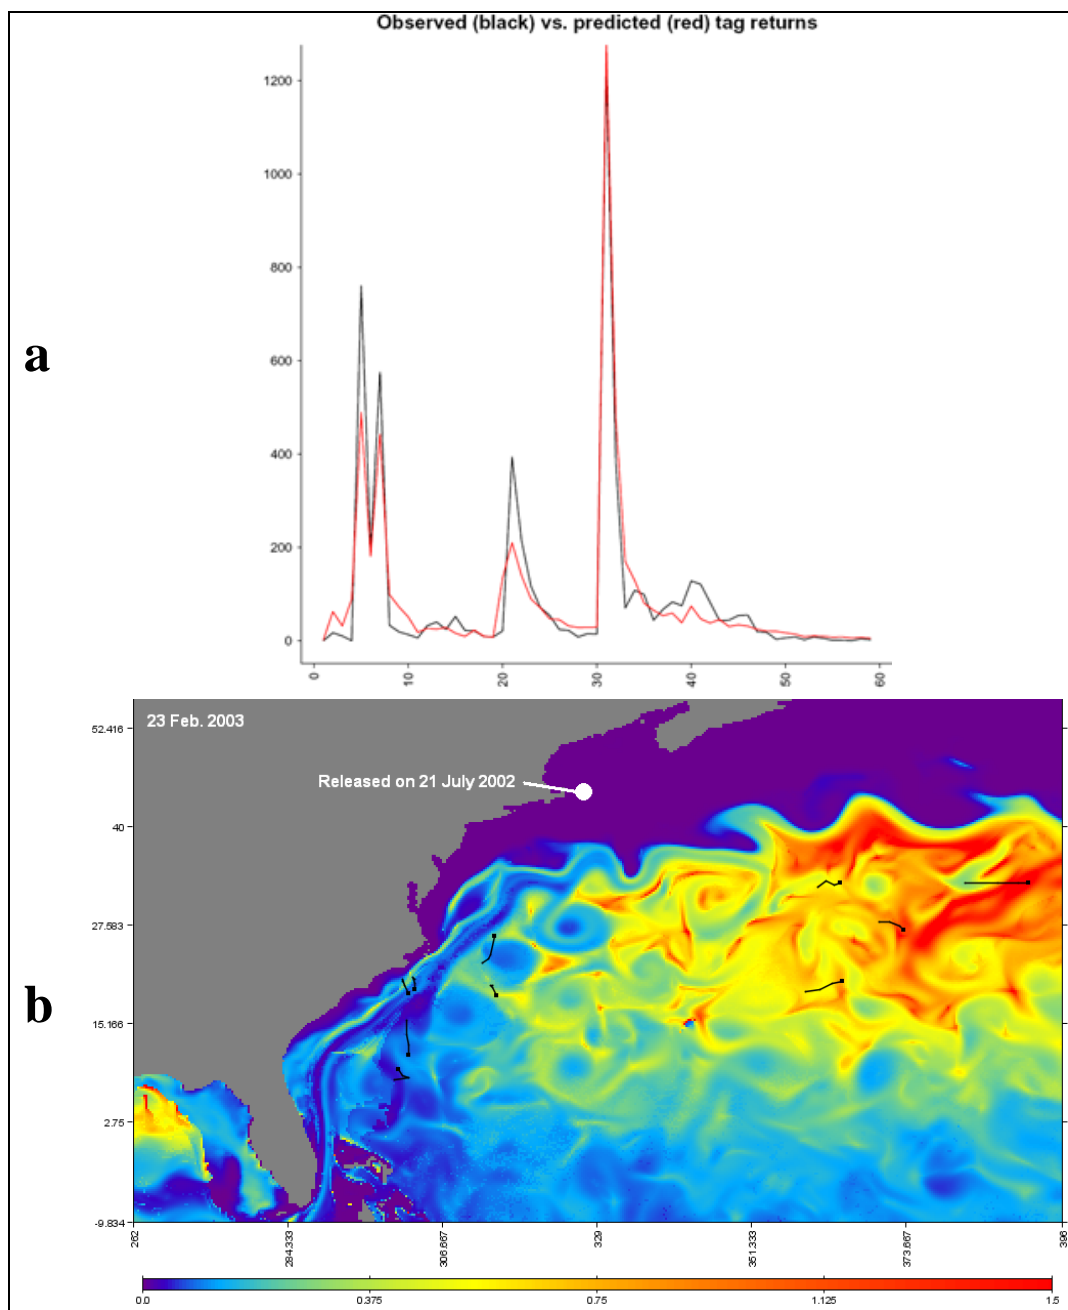 Observed (black) vs. predicted (red) tag returns
1200
1000
800
600
400
200
0
0 10 20 30 40 50 60
a
23 Feb. 2003
Released on 21 July 2002
52.416
40
27.583
15.166
2.75
-9.834
b
262 284.333 306.667 329 351.333 373.667 396
0.0 0.375 0.75 1.125 1.5